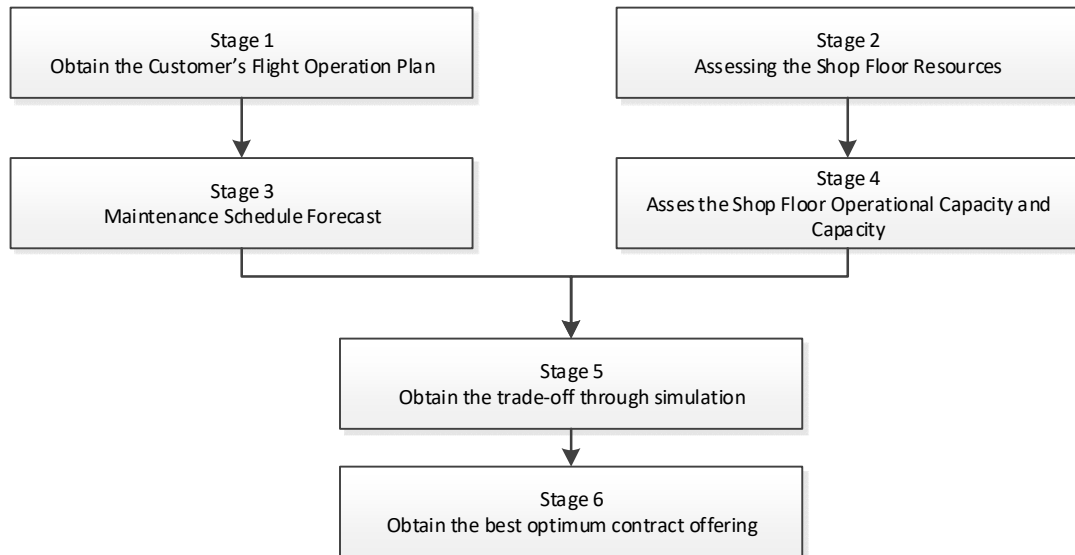 Stage 1
Obtain the Customer's Flight Operation Plan
Stage 2
Assessing the Shop Floor Resources
Stage 3
Maintenance Schedule Forecast
Stage 4
Asses the Shop Floor Operational Capacity and
Capacity
Stage 5
Obtain the trade-off through simulation
Stage 6
Obtain the best optimum contract offering